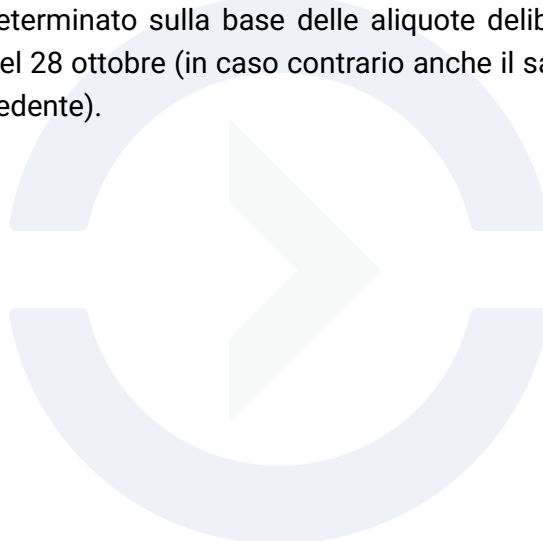 eterminato sulla base delle aliquote delib
el 28 ottobre (in caso contrario anche il sa
edente).